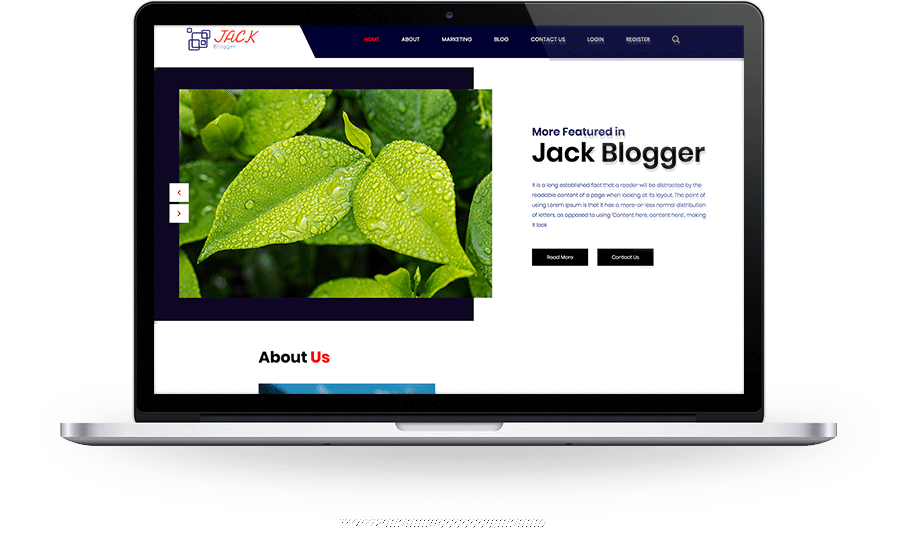 JACK
Blogger
HOME ABOUT MARKETING BLOG CONTACT US LOGIN REGISTER
More Featured in
Jack Blogger
It is a long established fact that a reader will be distracted by the
readable content of a page when looking at its layout. The point of
using Lorem Ipsum is that it has a more-or-less normal distribution
of letters, as opposed to using 'Content here, content here', making
it look
Read More Contact Us
About Us